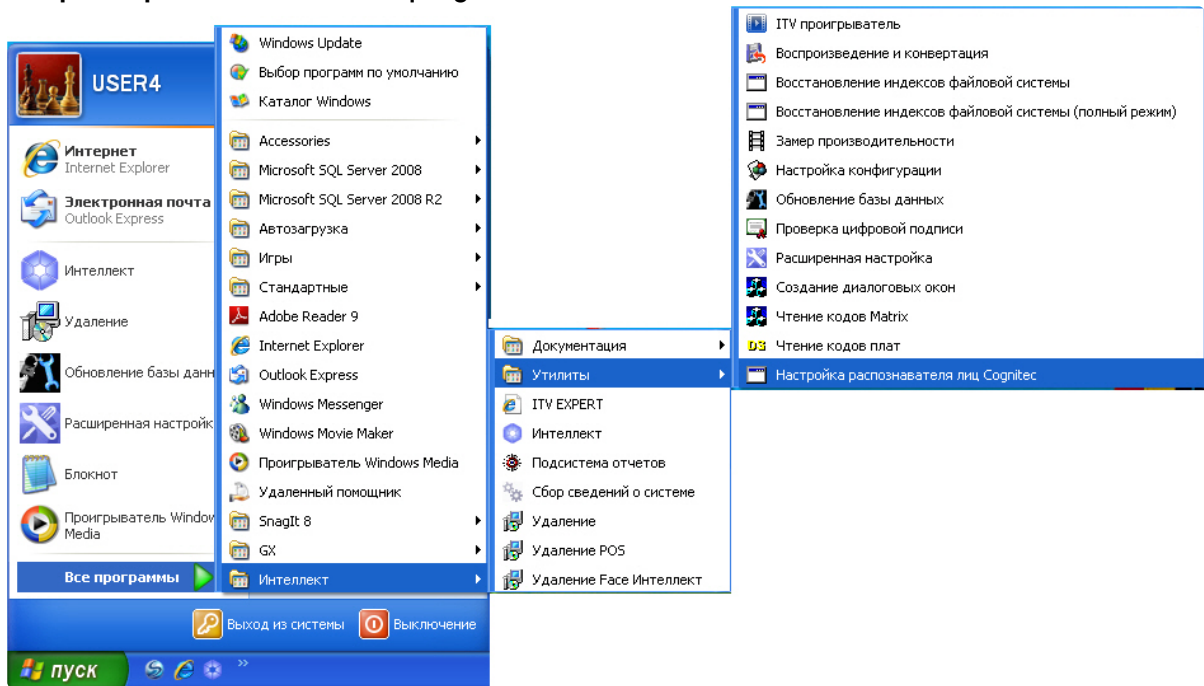 USER4
Интернет
Internet Explorer
Электронная почта
Outlook Express
Интеллект
Удаление
Обновление базы данн
Расширенная настройк
Блокнот
Проигрыватель Window
Media
Все программы
Windows Update
Выбор программ по умолчанию
Каталог Windows
Accessories
Microsoft SQL Server 2008
Microsoft SQL Server 2008 R2
Автозагрузка
Игры
Стандартные
Adobe Reader 9
Internet Explorer
Outlook Express
Windows Messenger
Windows Movie Maker
Проигрыватель Windows Media
Удаленный помощник
SnagIt 8
GX
Интеллект
Документация
Утилиты
ITV EXPERT
Интеллект
Подсистема отчетов
Сбор сведений о системе
Удаление
Удаление POS
Удаление Face Интеллект
ITV проигрыватель
Воспроизведение и конвертация
Восстановление индексов файловой системы
Восстановление индексов файловой системы (полный режим)
Замер производительности
Настройка конфигурации
Обновление базы данных
Проверка цифровой подписи
Расширенная настройка
Создание диалоговых окон
Чтение кодов Matrix
DS Чтение кодов плат
Настройка распознавателя лиц Cognitec
Выход из системы
Выключение
пуск